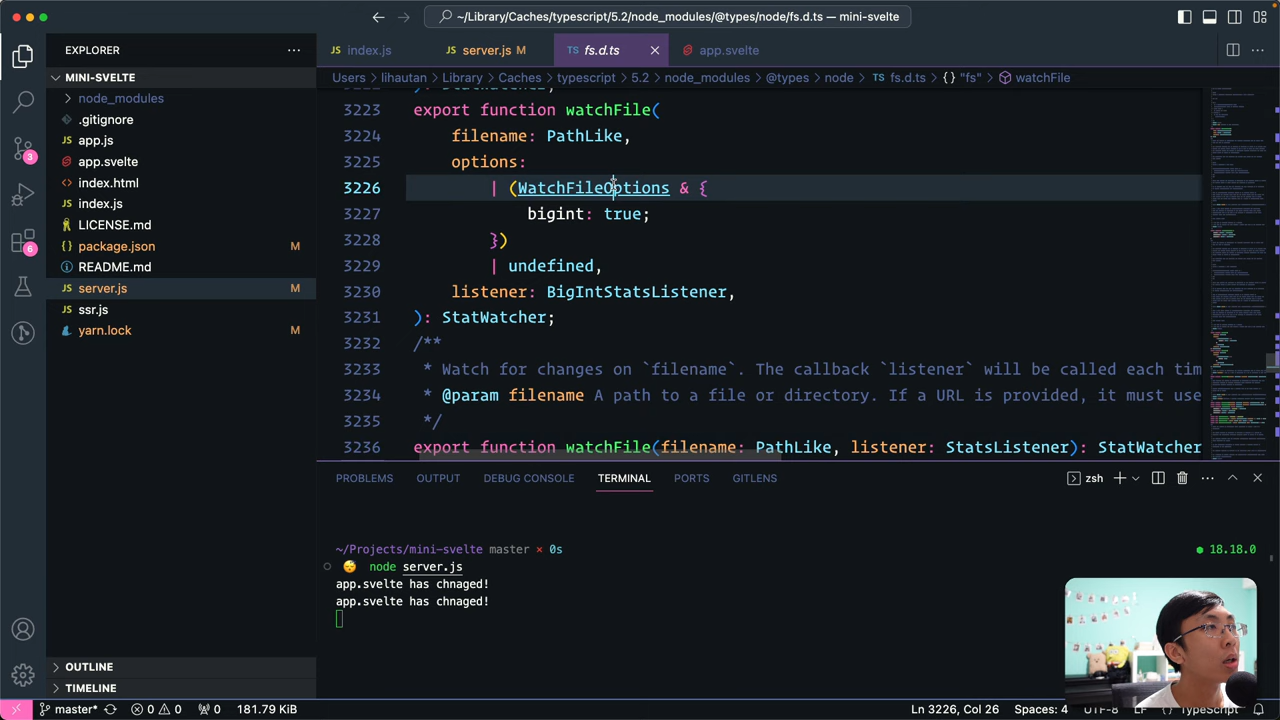 ~/Library/Caches/typescript/5.2/node_modules/@types/node/fs.d.ts — mini-svelte
EXPLORER
JS index.js
JS server.js M
TS fs.d.ts
app.svelte
MINI-SVELTE
node_modules
.gitignore
JS app.js
app.svelte
index.html
JS index.js
LICENSE.md
package.json M
README.md
JS server.js M
JS ssr.js
yarn.lock M
3
6
OUTLINE
TIMELINE
Users > lihautan > Library > Caches > typescript > 5.2 > node_modules > @types > node > TS fs.d.ts > {} "fs" > watchFile
3223 export function watchFile(
3224 filename: PathLike,
3225 options:
3226 | (WatchFileOptions & {
3227 bigint: true;
3228 })
3229 | undefined,
3230 listener: BigIntStatsListener,
3231 ): StatWatcher;
3232 /**
3233 * Watch for changes on `filename`. The callback `listener` will be called each tim
* @param filename A path to a file or directory. If a URL is provided, it must use
export function watchFile(filename: PathLike, listener: StatsListener): StatWatcher
PROBLEMS OUTPUT DEBUG CONSOLE TERMINAL PORTS GITLENS
zsh
~/Projects/mini-svelte master × 0s
18.18.0
node server.js
app.svelte has chnaged!
app.svelte has chnaged!
master* 0 0 0 181.79 KiB
Ln 3226, Col 26 Spaces: 4 UTF-8 LF {} TypeScript